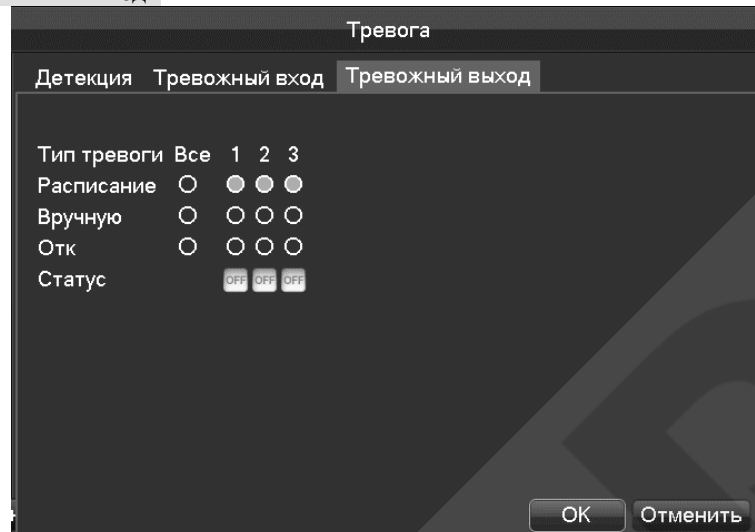 Тревога
Детекция Тревожный вход Тревожный выход
Тип тревоги Все 1 2 3
Расписание
Вручную
Отк
Статус OFF OFF OFF
OK Отменить